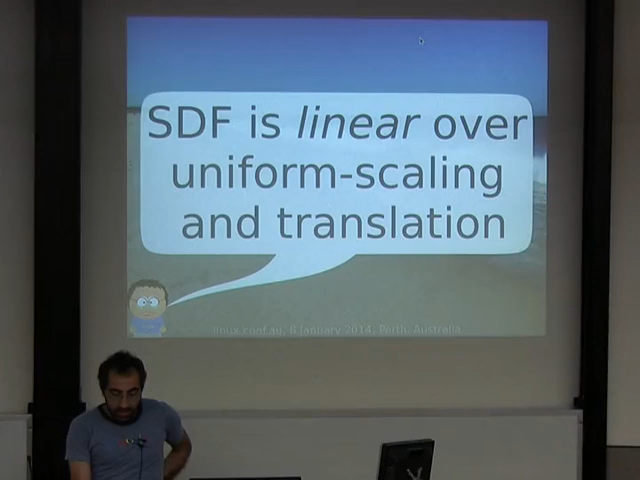 SDF is linear over
uniform-scaling
and translation
linux.conf.au, 8 January 2014, Perth, Australia